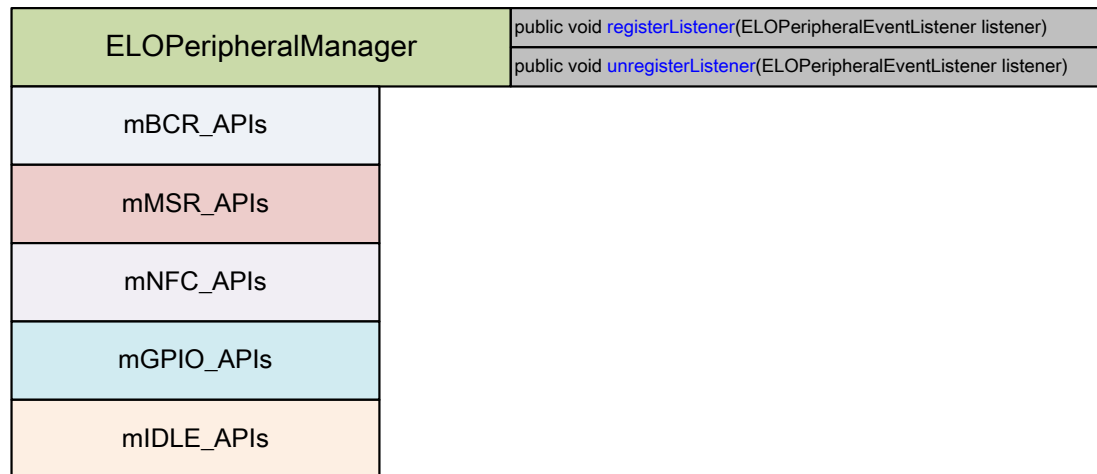 ELOPeripheralManager
public void registerListener(ELOPeripheralEventListener listener)
public void unregisterListener(ELOPeripheralEventListener listener)
mBCR_APIs
mMSR_APIs
mNFC_APIs
mGPIO_APIs
mIDLE_APIs